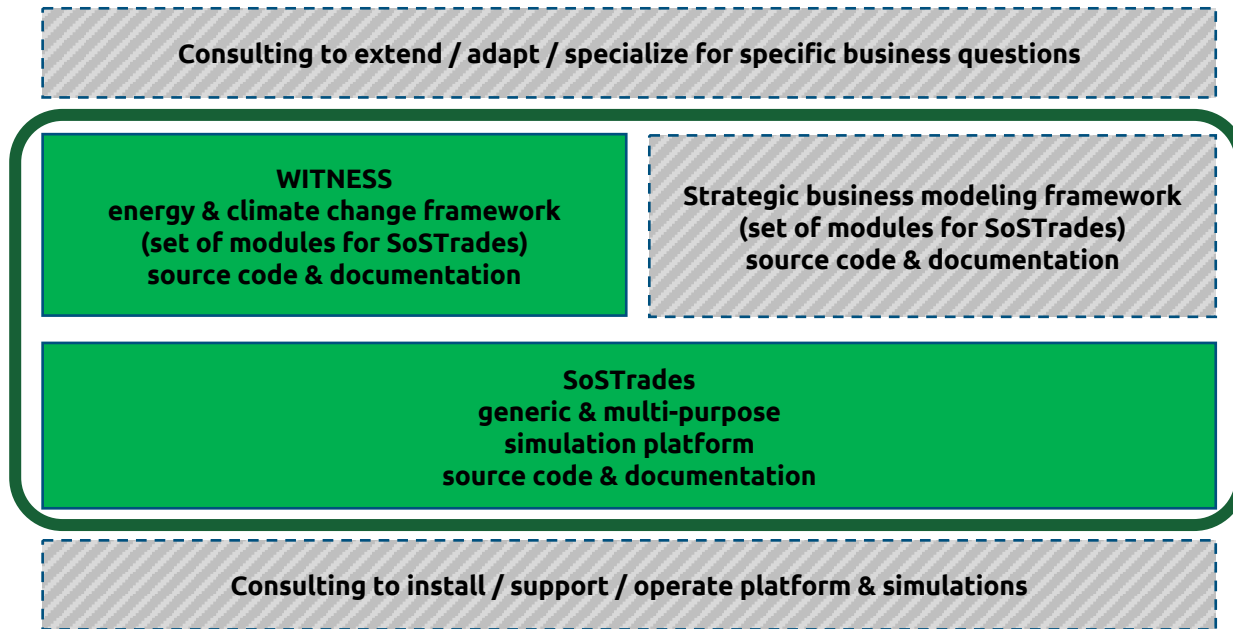 Consulting to extend / adapt / specialize for specific business questions
WITNESS
energy & climate change framework
(set of modules for SoSTrades)
source code & documentation
Strategic business modeling framework
(set of modules for SoSTrades)
source code & documentation
SoSTrades
generic & multi-purpose
simulation platform
source code & documentation
Consulting to install / support / operate platform & simulations